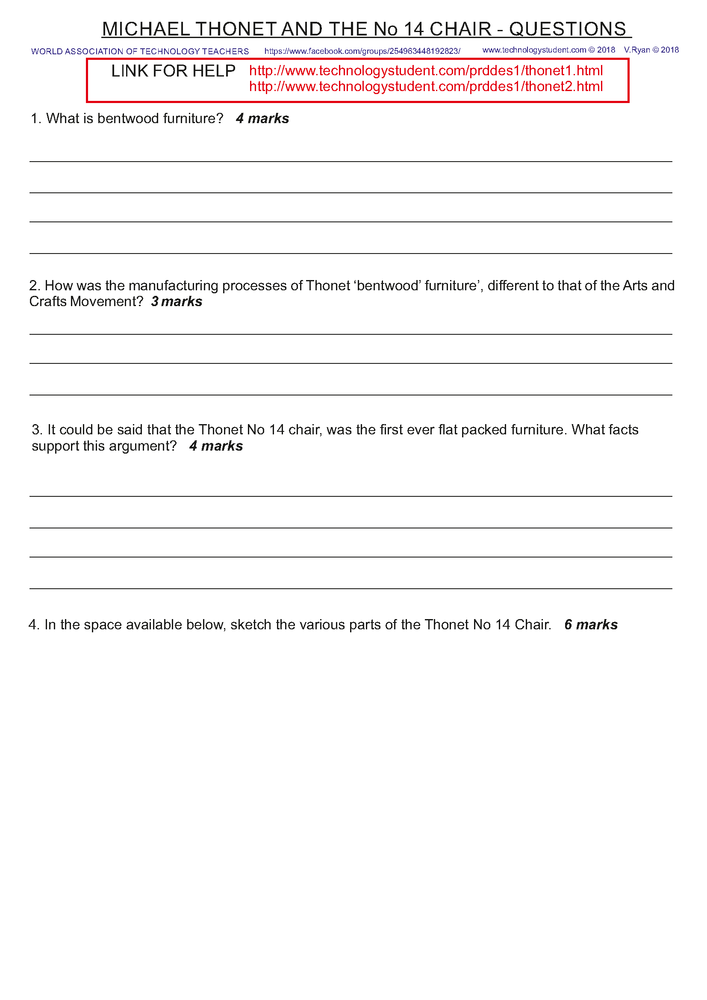 MICHAEL THONET AND THE No 14 CHAIR - QUESTIONS
WORLD ASSOCIATION OF TECHNOLOGY TEACHERS https://www.facebook.com/groups/254963448192823/ www.technologystudent.com © 2018 V.Ryan © 2018
LINK FOR HELP http://www.technologystudent.com/prddes1/thonet1.html
http://www.technologystudent.com/prddes1/thonet2.html
1. What is bentwood furniture? 4 marks
2. How was the manufacturing processes of Thonet ‘bentwood’ furniture’, different to that of the Arts and
Crafts Movement? 3 marks
3. It could be said that the Thonet No 14 chair, was the first ever flat packed furniture. What facts
support this argument? 4 marks
4. In the space available below, sketch the various parts of the Thonet No 14 Chair. 6 marks